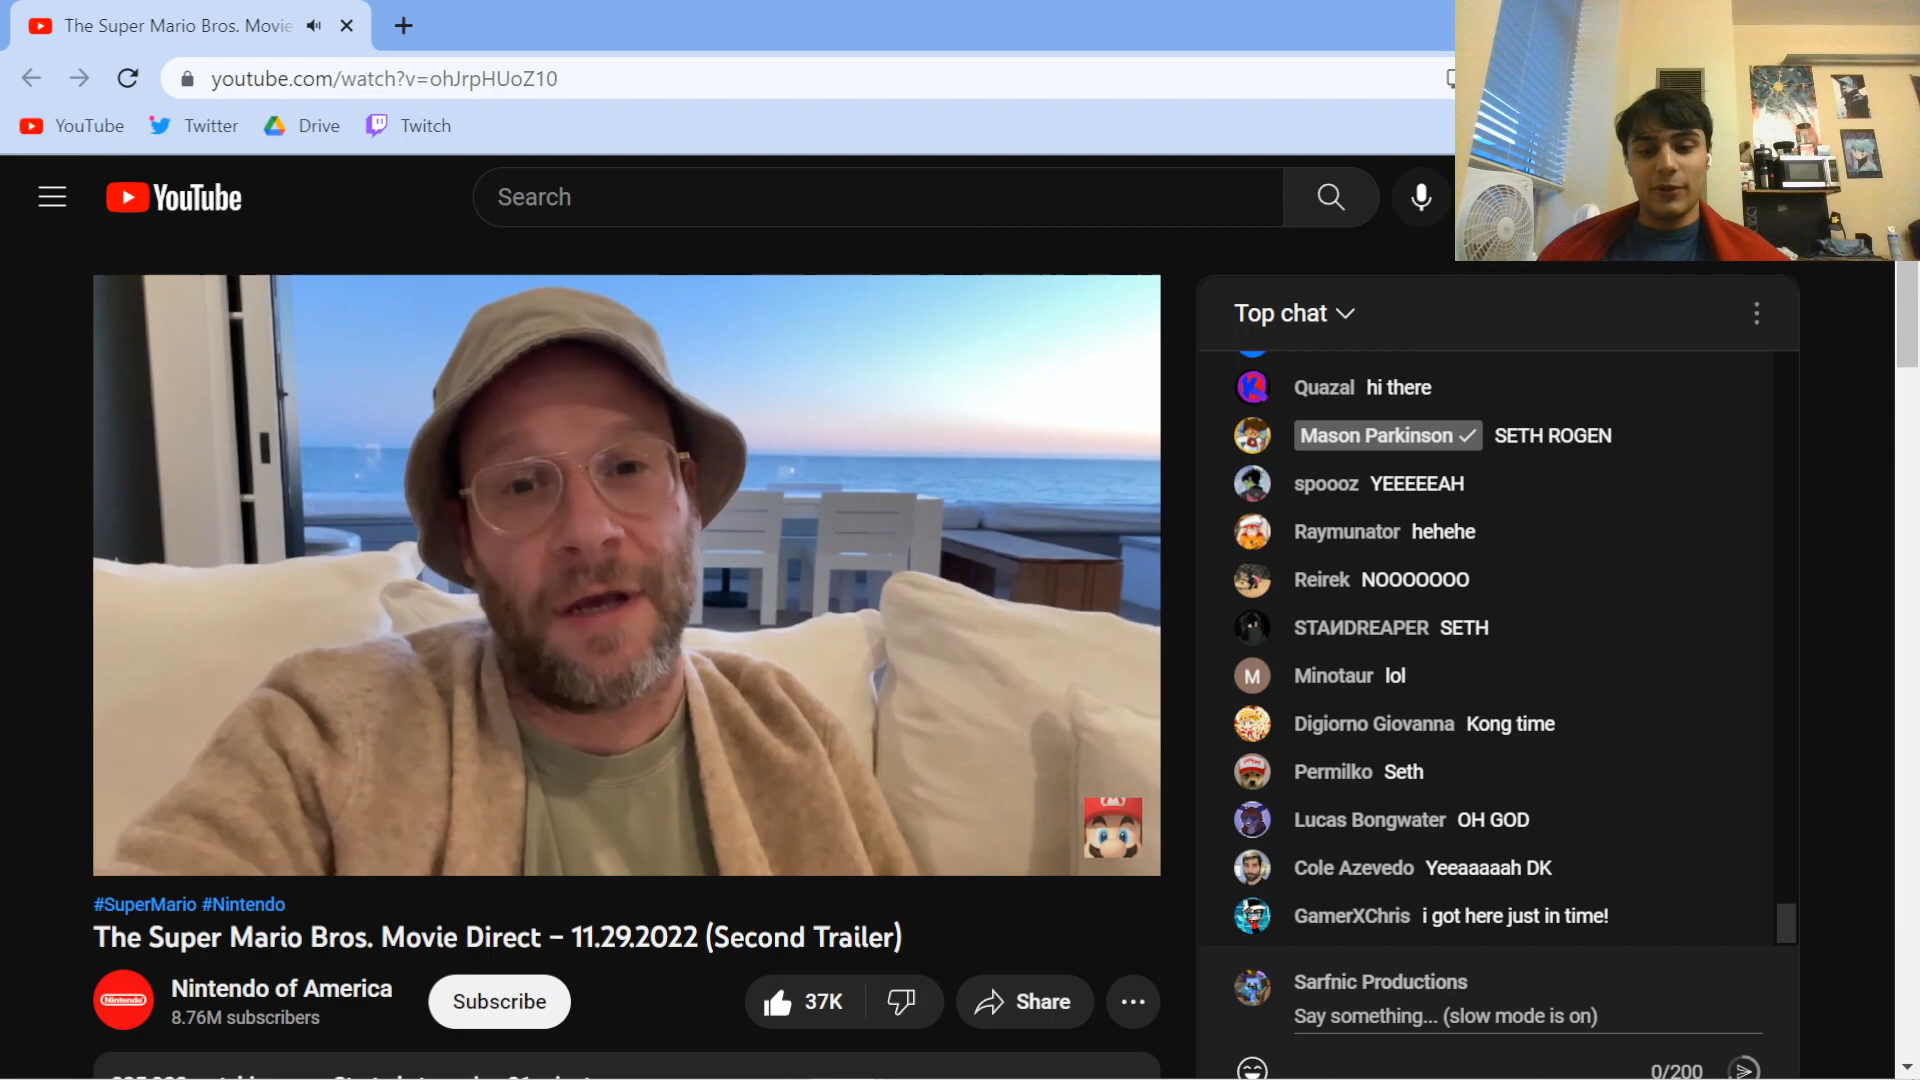 The Super Mario Bros. Movie
youtube.com/watch?v=ohJrpHUoZ10
YouTube
Twitter
Drive
Twitch
YouTube
Search
Top chat
Quazal hi there
Mason Parkinson SETH ROGEN
spoooz YEEEEEAH
Raymunator hehehe
Reirek NOOOOOOO
STAИDREAPER SETH
M Minotaur lol
Digiorno Giovanna Kong time
Permilko Seth
Lucas Bongwater OH GOD
Cole Azevedo Yeeaaaaah DK
GamerXChris i got here just in time!
Sarfnic Productions
Say something... (slow mode is on)
0/200
#SuperMario #Nintendo
The Super Mario Bros. Movie Direct – 11.29.2022 (Second Trailer)
Nintendo
Nintendo of America
8.76M subscribers
Subscribe
37K
Share